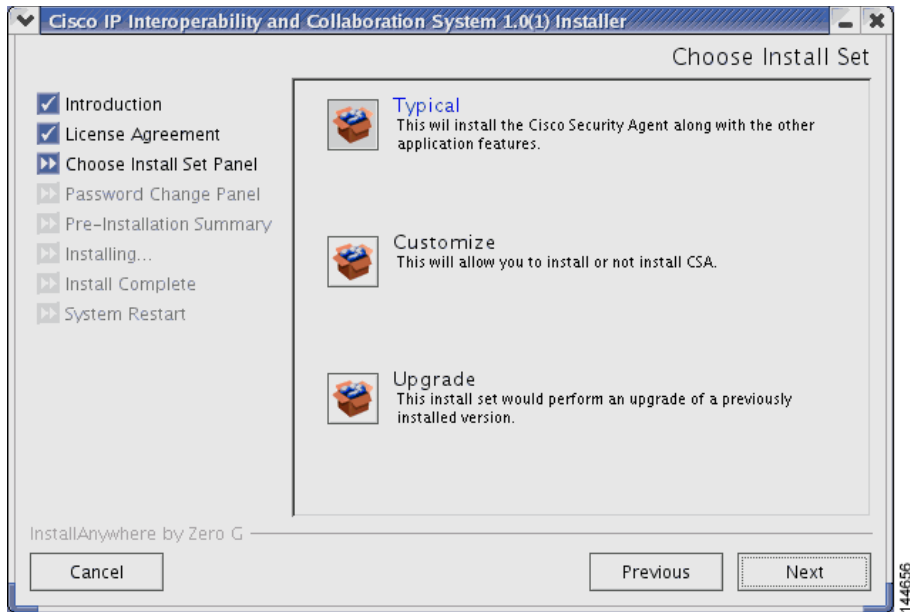 Cisco IP Interoperability and Collaboration System 1.0(1) Installer
Choose Install Set
Introduction
License Agreement
Choose Install Set Panel
Password Change Panel
Pre-Installation Summary
Installing...
Install Complete
System Restart
Typical
This wil install the Cisco Security Agent along with the other
application features.
Customize
This will allow you to install or not install CSA.
Upgrade
This install set would perform an upgrade of a previously
installed version.
InstallAnywhere by Zero G
Cancel
Previous
Next
144656